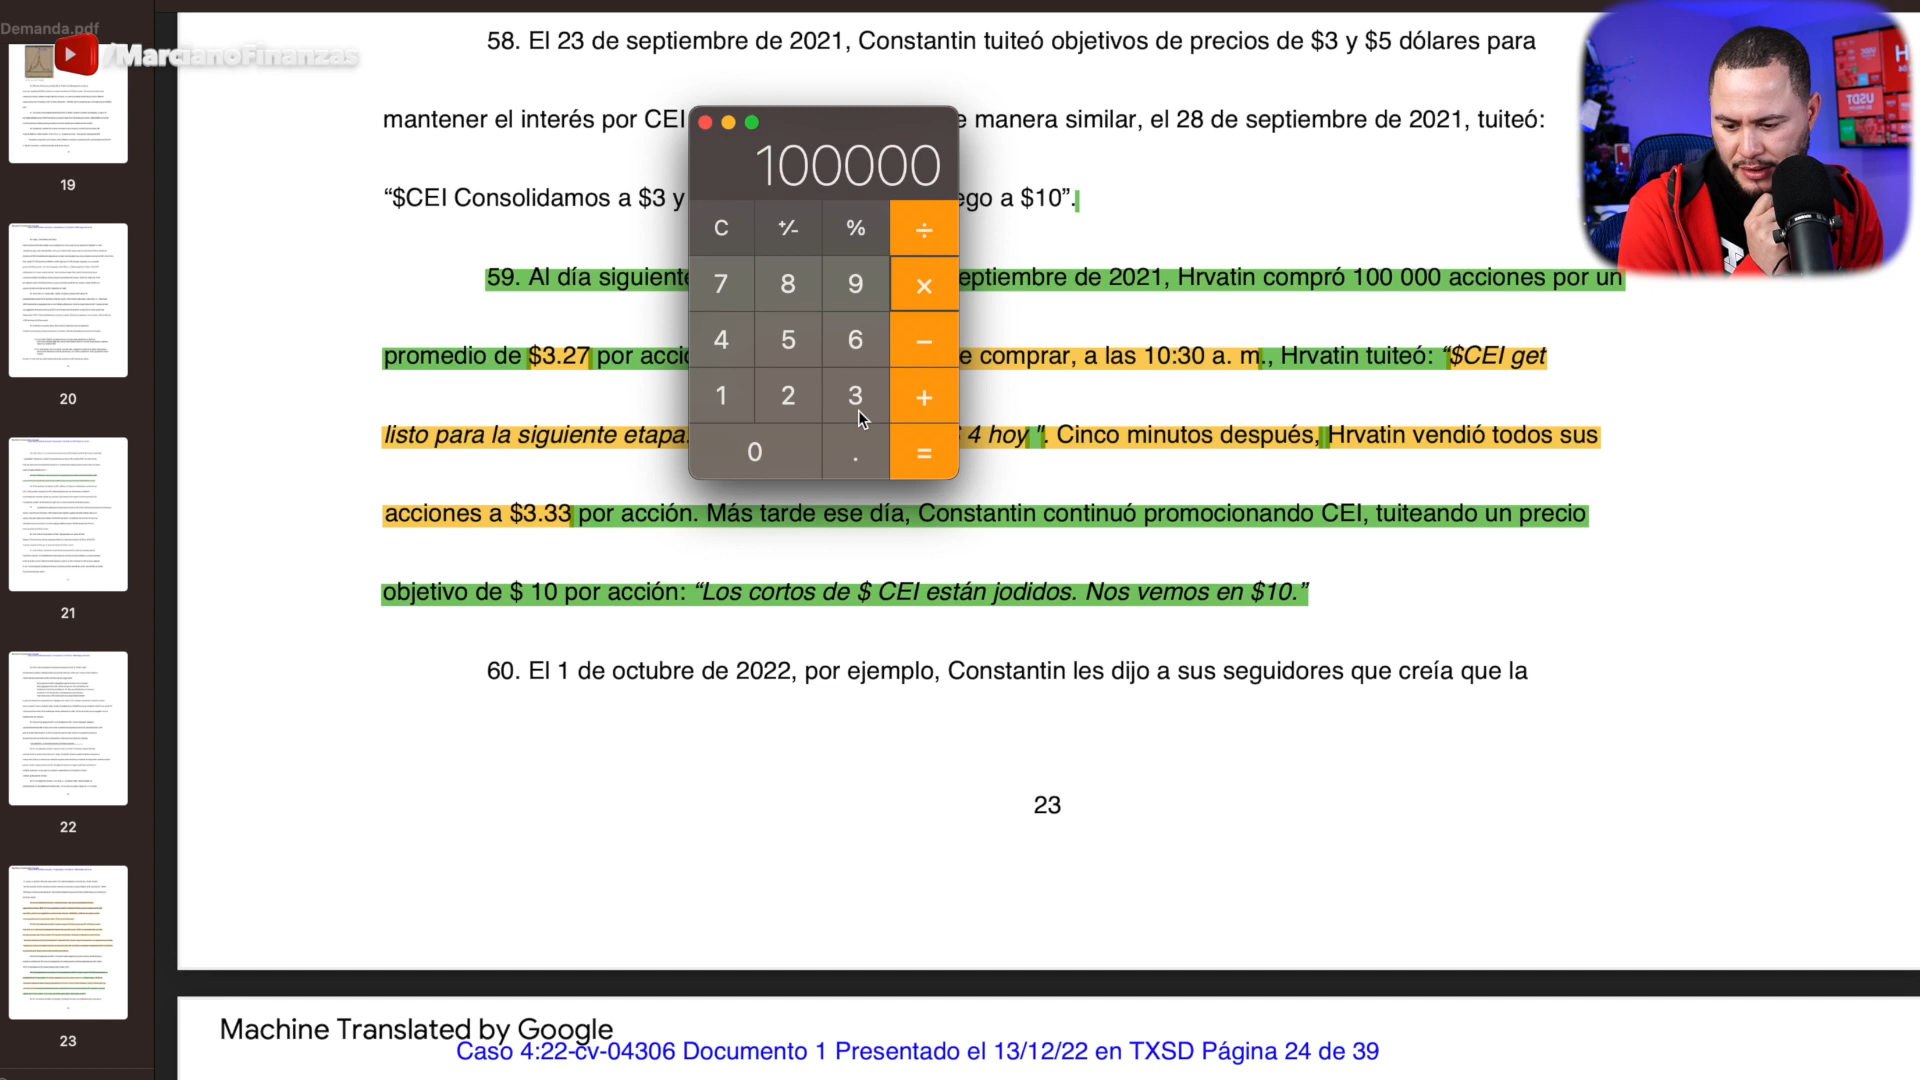 Demanda.pdf
/MarcianoFinanzas
19
20
21
22
23
58. El 23 de septiembre de 2021, Constantin tuiteó objetivos de precios de $3 y $5 dólares para
mantener el interés por CEI e manera similar, el 28 de septiembre de 2021, tuiteó:
“$CEI Consolidamos a $3 y ego a $10”.
59. Al día siguiente eptiembre de 2021, Hrvatin compró 100 000 acciones por un
promedio de $3.27 por acci e comprar, a las 10:30 a. m., Hrvatin tuiteó: “$CEI get
listo para la siguiente etapa. 4 hoy ". Cinco minutos después, Hrvatin vendió todos sus
acciones a $3.33 por acción. Más tarde ese día, Constantin continuó promocionando CEI, tuiteando un precio
objetivo de $ 10 por acción: “Los cortos de $ CEI están jodidos. Nos vemos en $10.”
60. El 1 de octubre de 2022, por ejemplo, Constantin les dijo a sus seguidores que creía que la
23
100000
C +/- % ÷
7 8 9 ×
4 5 6 −
1 2 3 +
0 . =
Machine Translated by Google
Caso 4:22-cv-04306 Documento 1 Presentado el 13/12/22 en TXSD Página 24 de 39